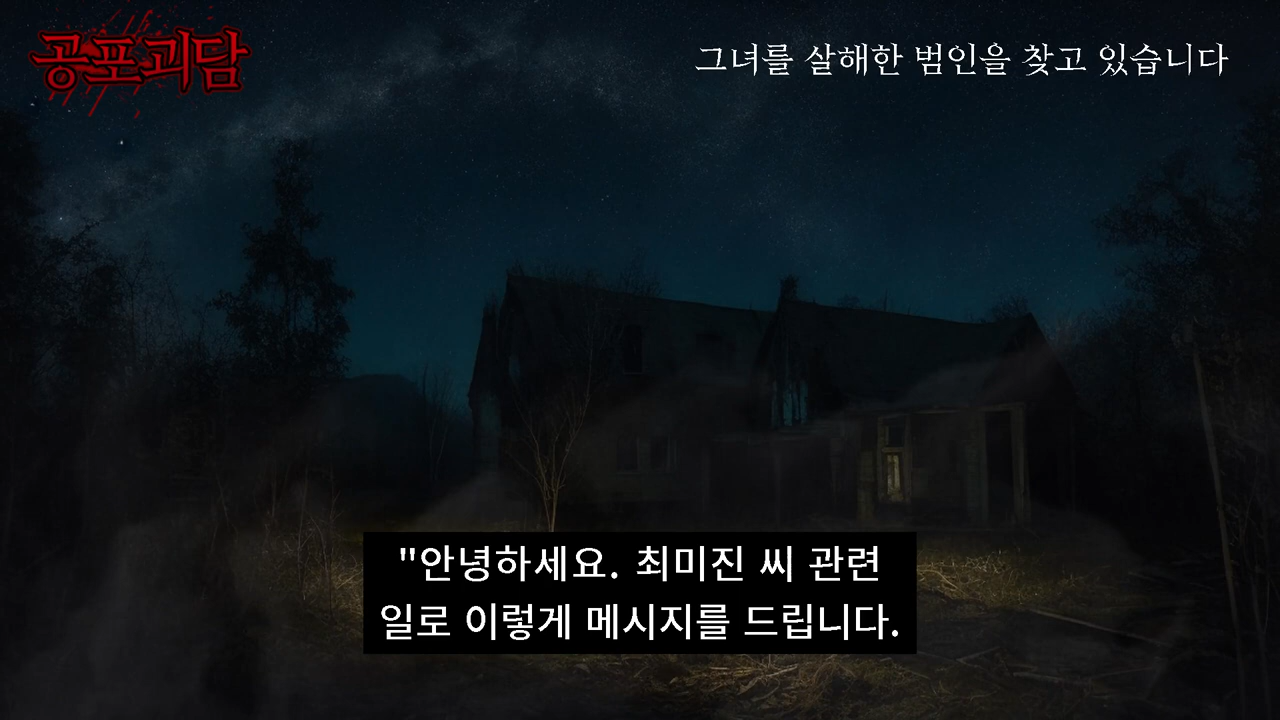 공포괴담
그녀를 살해한 범인을 찾고 있습니다
"안녕하세요. 최미진 씨 관련
일로 이렇게 메시지를 드립니다.